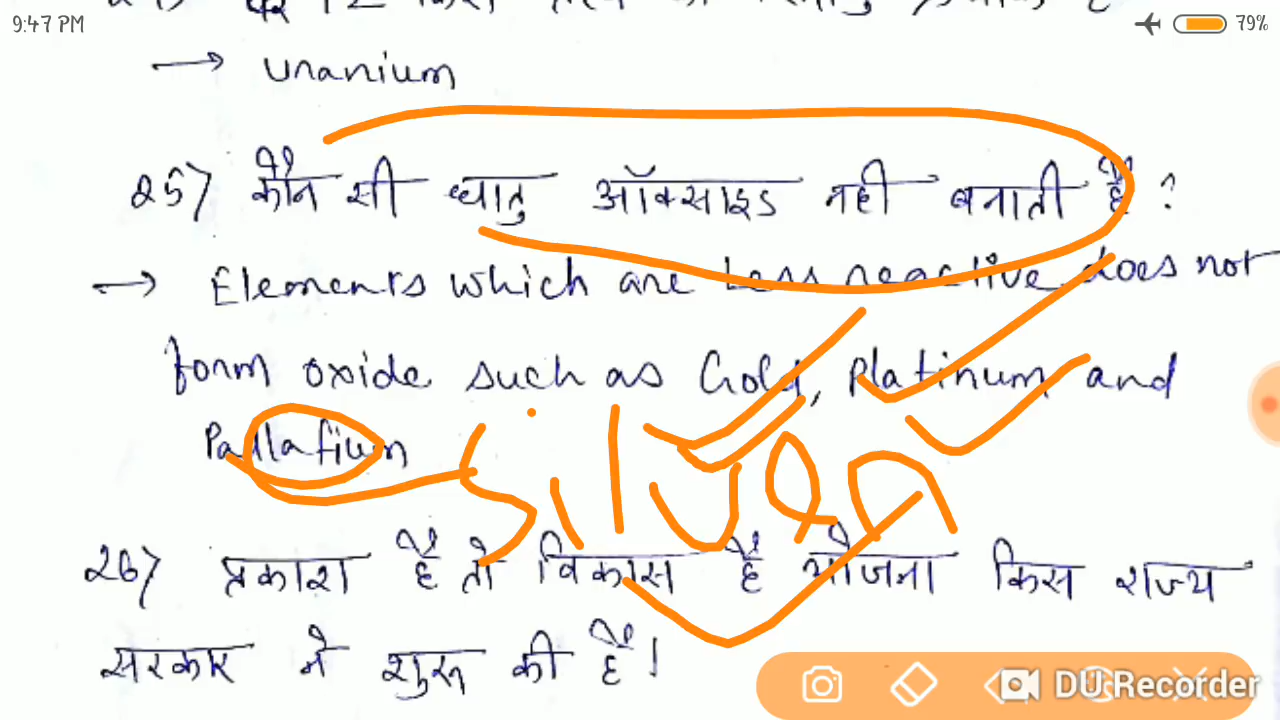 9:47 PM 79%
→ uranium
25) कौन सी धातु ऑक्साइड नही बनाती है ?
→ Elements which are Less reactive does not
form oxide such as Gold, Platinum and
Palladium
silver
26) प्रकाश है तो विकास है योजना किस राज्य
सरकार ने शुरू की है।
DU Recorder